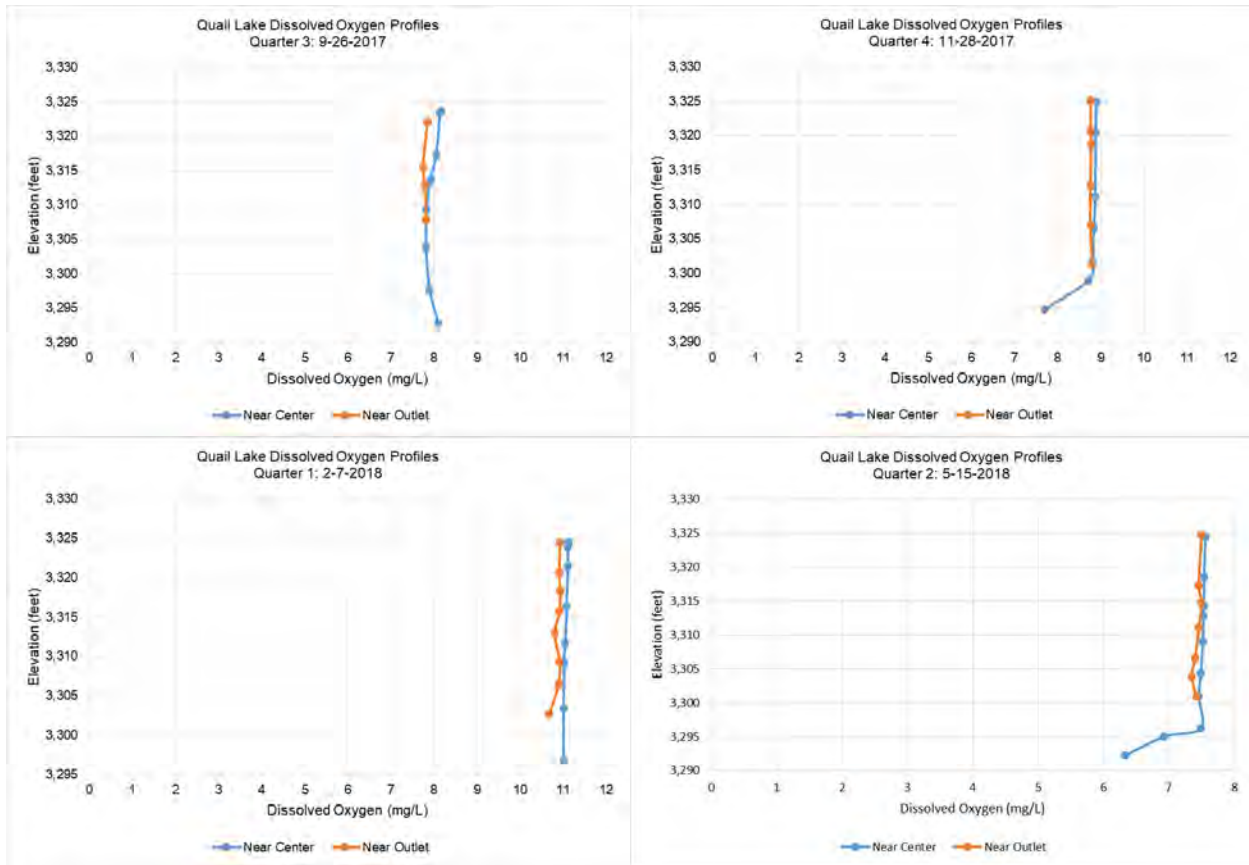 Quail Lake Dissolved Oxygen Profiles
Quarter 3: 9-26-2017
3,330
3,325
3,320
3,315
3,310
3,305
3,300
3,295
3,290
Elevation (feet)
0 1 2 3 4 5 6 7 8 9 10 11 12
Dissolved Oxygen (mg/L)
Near Center Near Outlet
Quail Lake Dissolved Oxygen Profiles
Quarter 4: 11-28-2017
3,330
3,325
3,320
3,315
3,310
3,305
3,300
3,295
3,290
Elevation (feet)
0 1 2 3 4 5 6 7 8 9 10 11 12
Dissolved Oxygen (mg/L)
Near Center Near Outlet
Quail Lake Dissolved Oxygen Profiles
Quarter 1: 2-7-2018
3,330
3,325
3,320
3,315
3,310
3,305
3,300
3,295
Elevation (feet)
0 1 2 3 4 5 6 7 8 9 10 11 12
Dissolved Oxygen (mg/L)
Near Center Near Outlet
Quail Lake Dissolved Oxygen Profiles
Quarter 2: 5-15-2018
3,330
3,325
3,320
3,315
3,310
3,305
3,300
3,295
3,290
Elevation (feet)
0 1 2 3 4 5 6 7 8
Dissolved Oxygen (mg/L)
Near Center Near Outlet